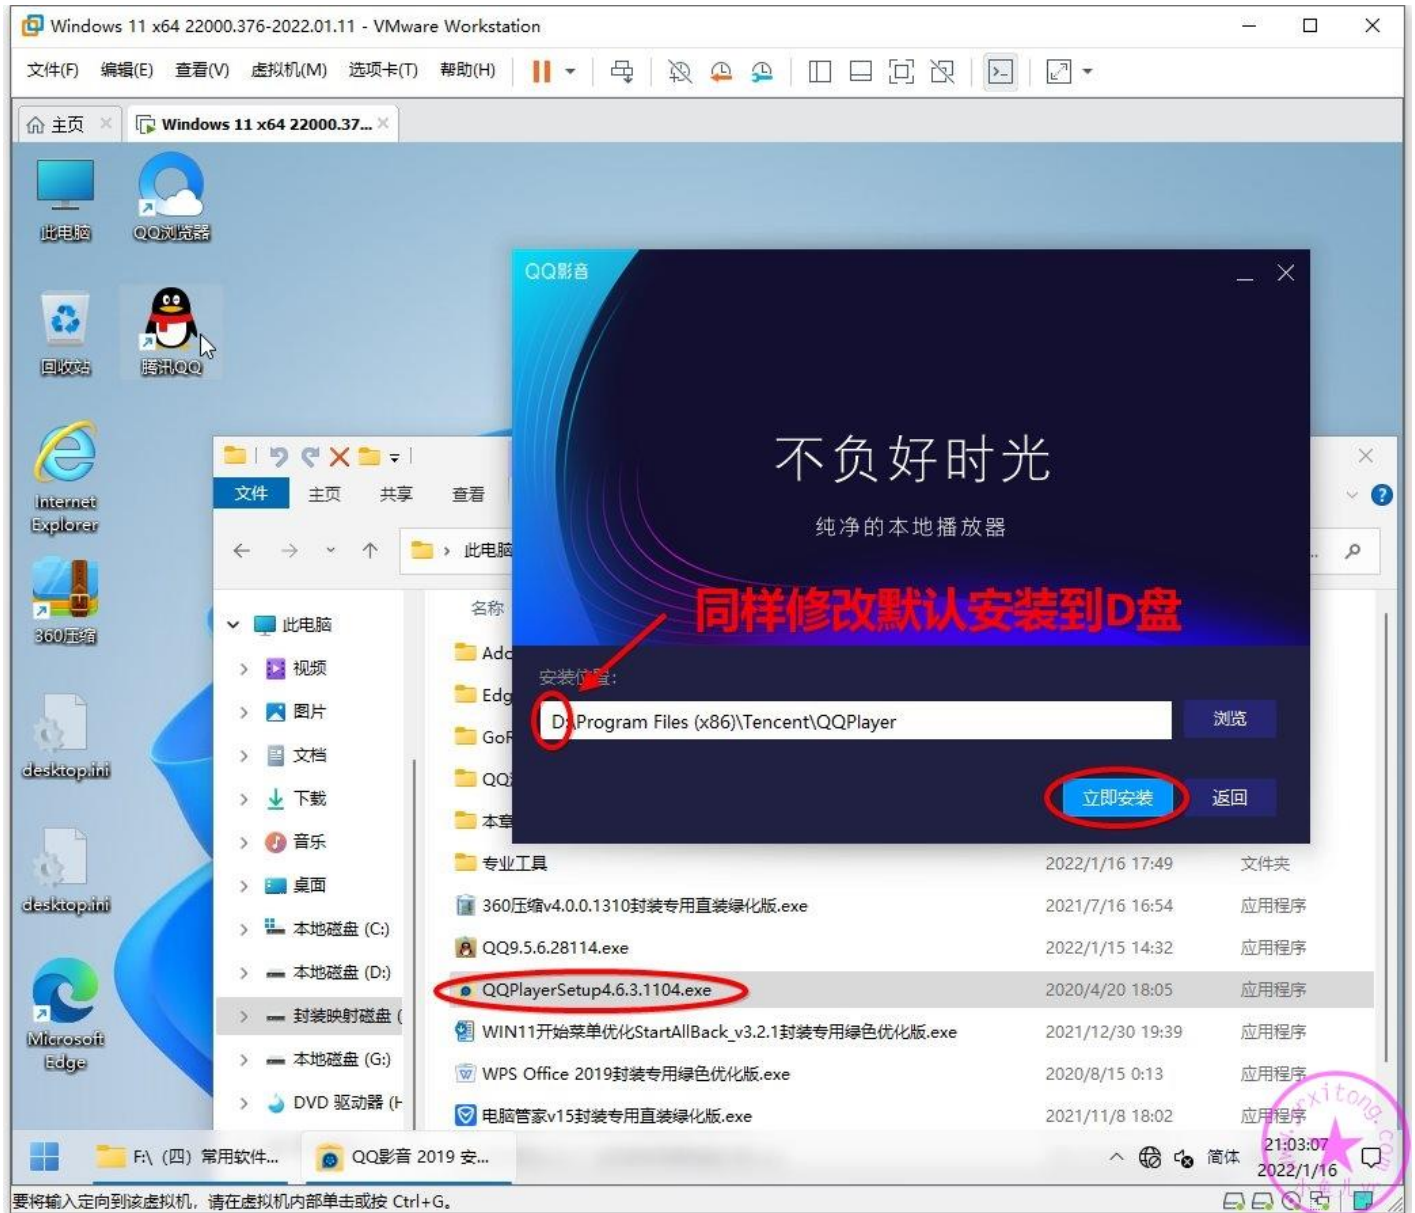 Windows 11 x64 22000.376-2022.01.11 - VMware Workstation
文件(F) 编辑(E) 查看(V) 虚拟机(M) 选项卡(T) 帮助(H)
主页 Windows 11 x64 22000.37...
此电脑
QQ浏览器
回收站
腾讯QQ
Internet
Explorer
360压缩
desktop.ini
desktop.ini
Microsoft
Edge
QQ影音
不负好时光
纯净的本地播放器
同样修改默认安装到D盘
安装位置:
D:\Program Files (x86)\Tencent\QQPlayer
浏览
立即安装
返回
文件 主页 共享 查看
此电脑
名称
此电脑
视频
图片
文档
下载
音乐
桌面
本地磁盘 (C:)
本地磁盘 (D:)
封装映射磁盘 (
本地磁盘 (G:)
DVD 驱动器 (H
Ado
Edg
GoF
QQ
本章
专业工具 2022/1/16 17:49 文件夹
360压缩v4.0.0.1310封装专用直装绿化版.exe 2021/7/16 16:54 应用程序
QQ9.5.6.28114.exe 2022/1/15 14:32 应用程序
QQPlayerSetup4.6.3.1104.exe 2020/4/20 18:05 应用程序
WIN11开始菜单优化StartAllBack_v3.2.1封装专用绿色优化版.exe 2021/12/30 19:39 应用程序
WPS Office 2019封装专用绿色优化版.exe 2020/8/15 0:13 应用程序
电脑管家v15封装专用直装绿化版.exe 2021/11/8 18:02 应用程序
F:\（四）常用软件... QQ影音 2019 安... 简体 21:03:07
2022/1/16
要将输入定向到该虚拟机，请在虚拟机内部单击或按 Ctrl+G。